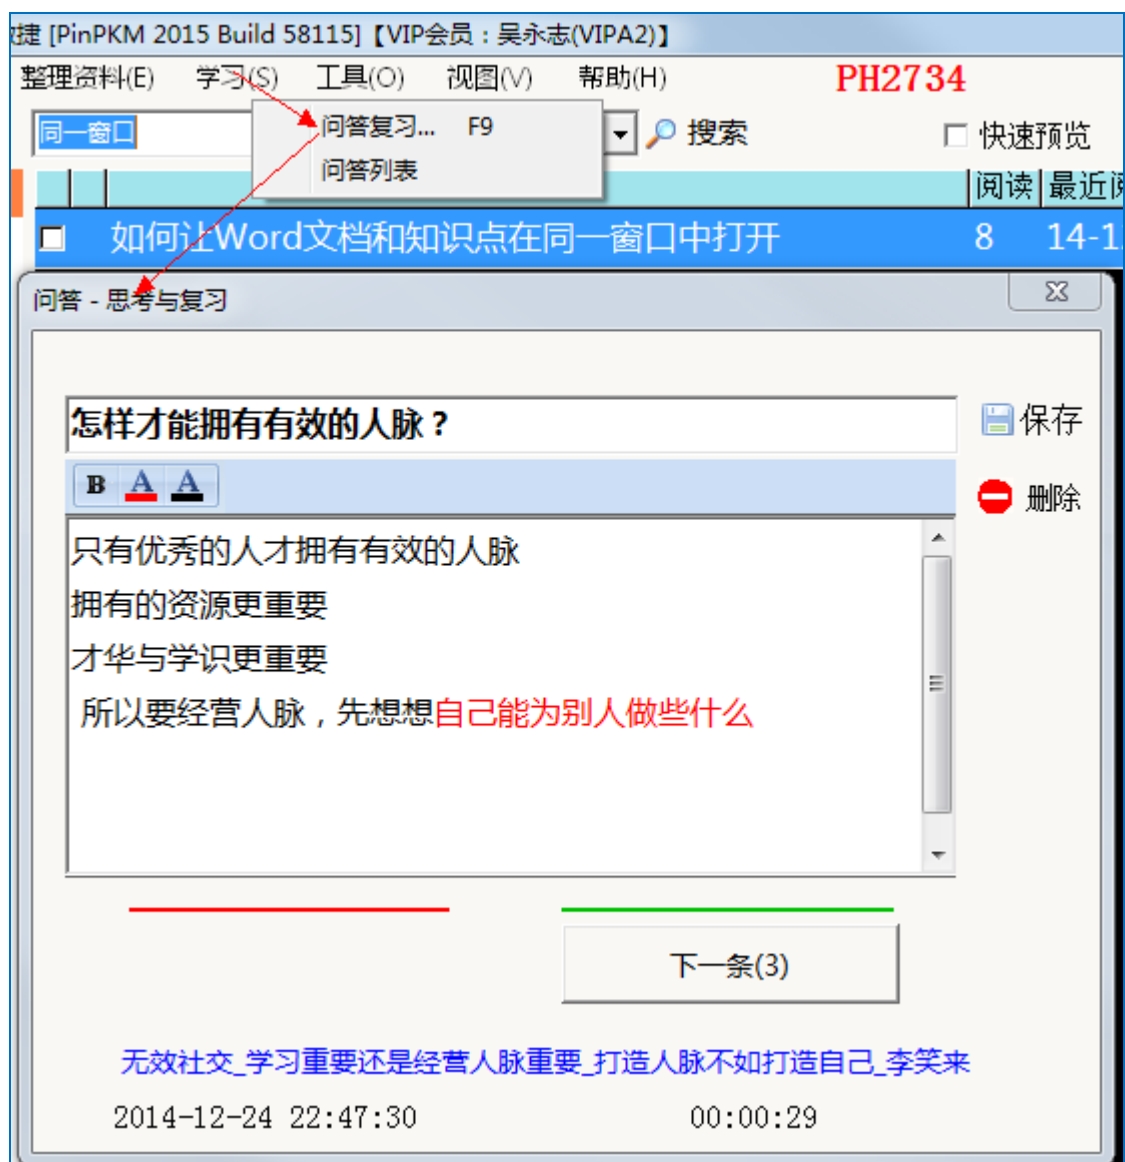 捷 [PinPKM 2015 Build 58115]【VIP会员：吴永志(VIPA2)】
整理资料(E) 学习(S) 工具(O) 视图(V) 帮助(H) PH2734
同一窗口 搜索 快速预览
问答复习... F9
问答列表
阅读 最近阅
如何让Word文档和知识点在同一窗口中打开 8 14-1
问答 - 思考与复习
怎样才能拥有有效的人脉？
保存
B A A
删除
只有优秀的人才拥有有效的人脉
拥有的资源更重要
才华与学识更重要
所以要经营人脉，先想想自己能为别人做些什么
下一条(3)
无效社交_学习重要还是经营人脉重要_打造人脉不如打造自己_李笑来
2014-12-24 22:47:30 00:00:29